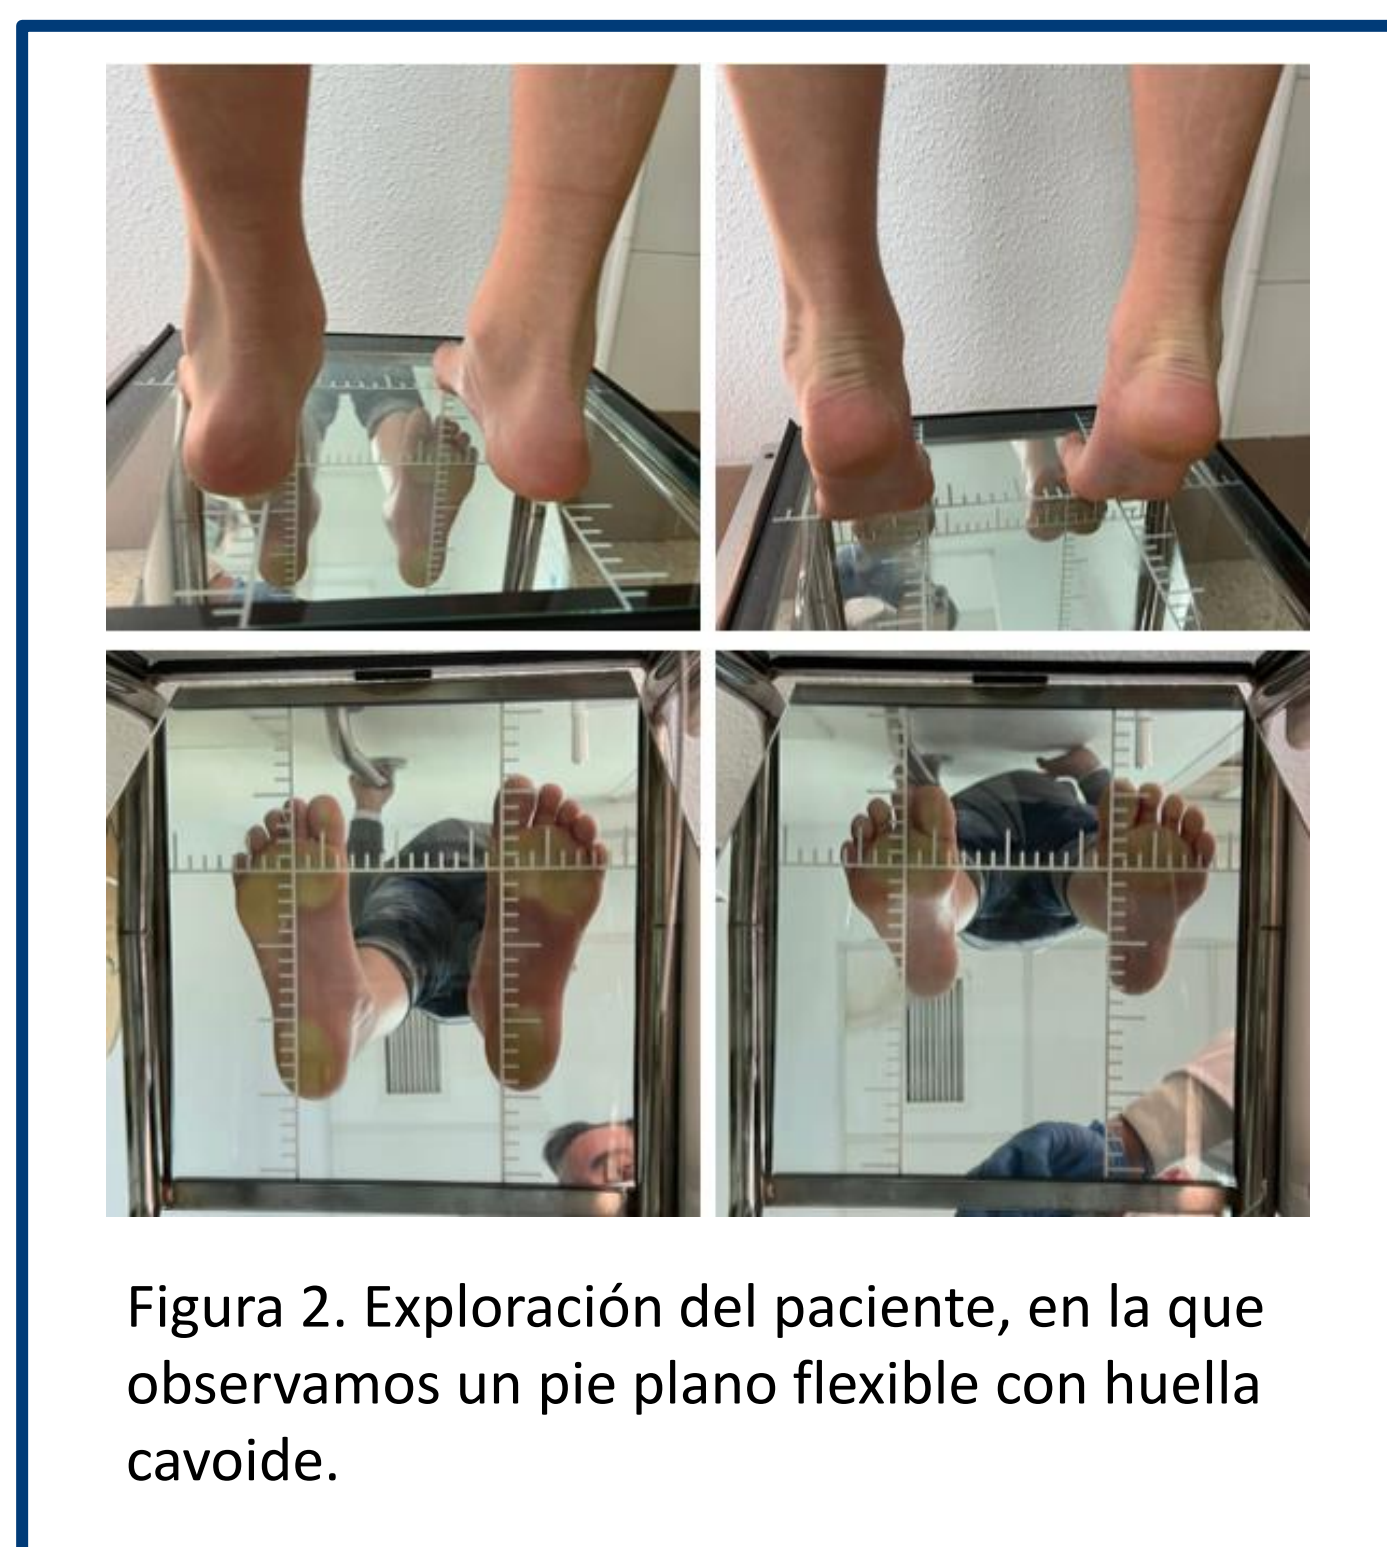 Figura 2. Exploración del paciente, en la que
observamos un pie plano flexible con huella
cavoide.